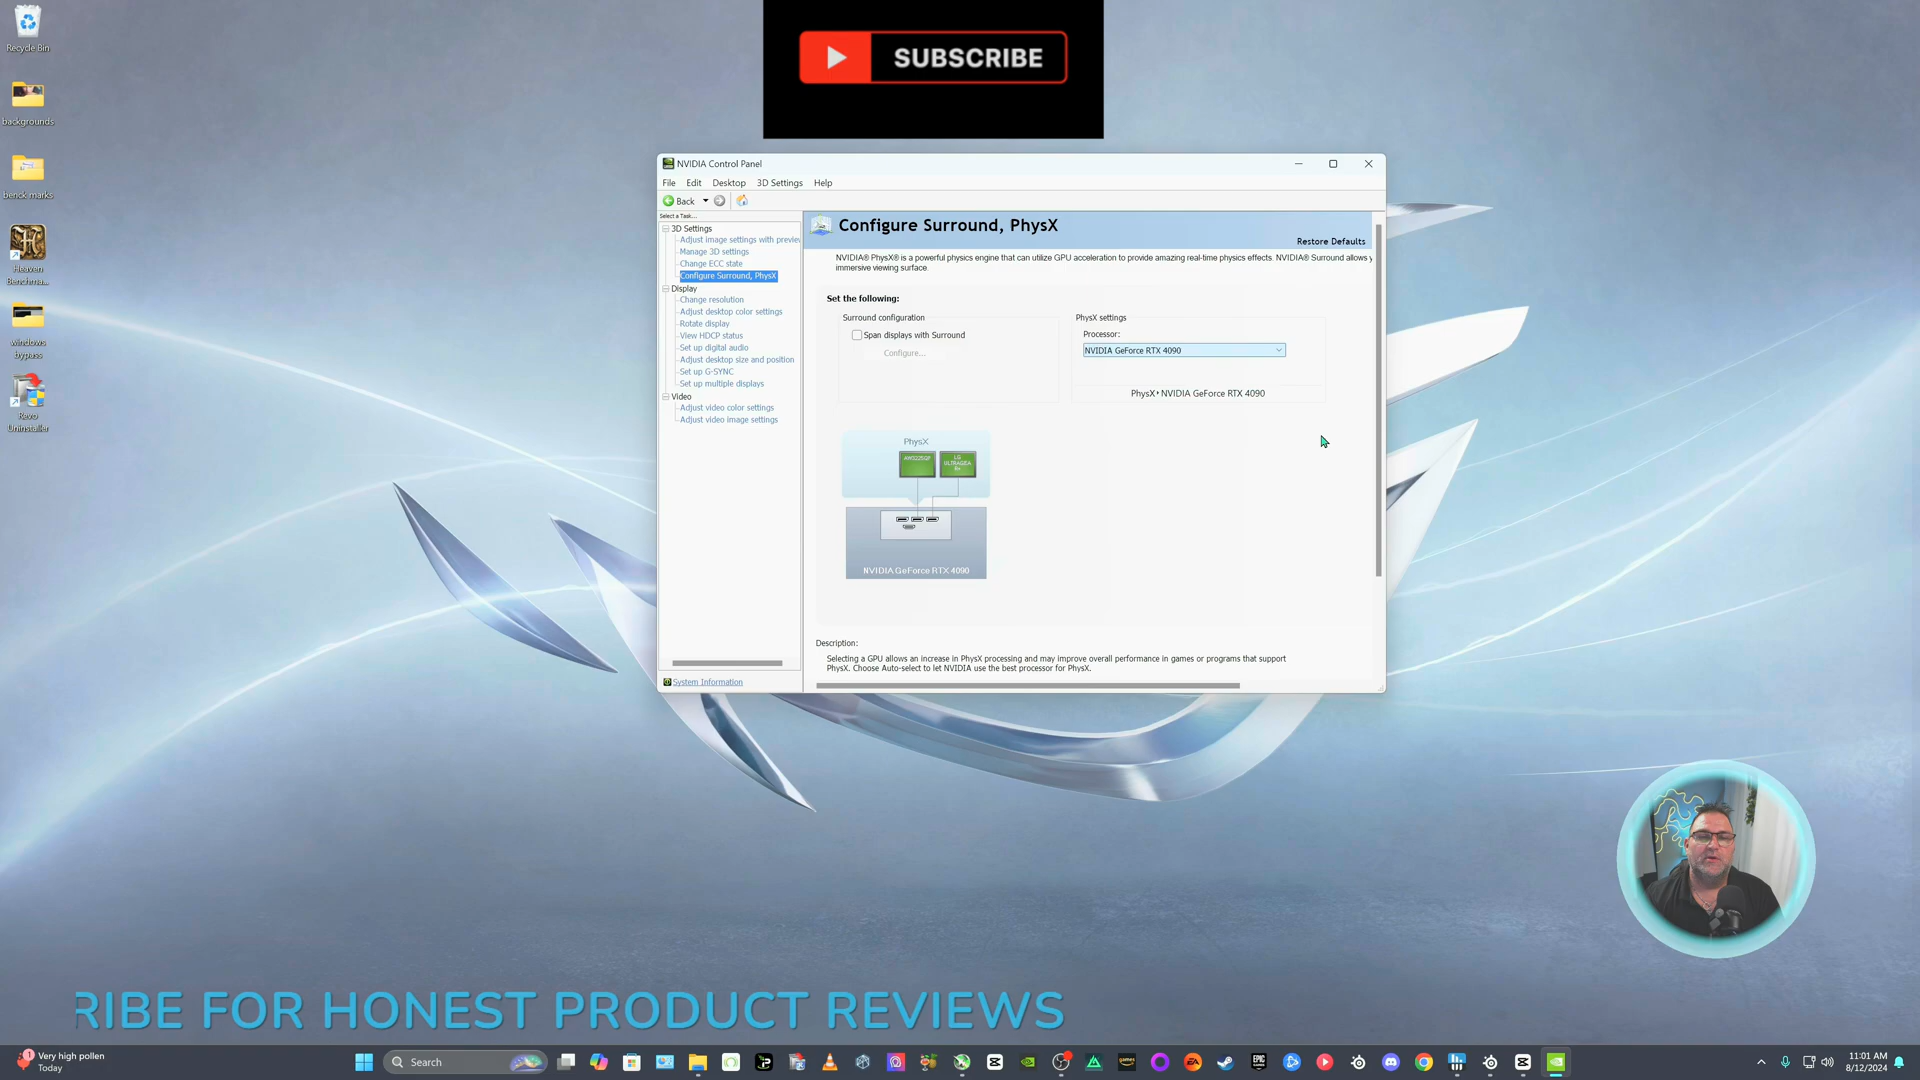 Recycle Bin
backgrounds
benck marks
Heaven
Benchma...
windows
bypass
Revo
Uninstaller
SUBSCRIBE
NVIDIA Control Panel
File Edit Desktop 3D Settings Help
Back
Select a Task...
3D Settings
Adjust image settings with preview
Manage 3D settings
Change ECC state
Configure Surround, PhysX
Display
Change resolution
Adjust desktop color settings
Rotate display
View HDCP status
Set up digital audio
Adjust desktop size and position
Set up G-SYNC
Set up multiple displays
Video
Adjust video color settings
Adjust video image settings
System Information
Configure Surround, PhysX
Restore Defaults
NVIDIA® PhysX® is a powerful physics engine that can utilize GPU acceleration to provide amazing real-time physics effects. NVIDIA® Surround allows y
immersive viewing surface.
Set the following:
Surround configuration
Span displays with Surround
Configure...
PhysX settings
Processor:
NVIDIA GeForce RTX 4090
PhysX NVIDIA GeForce RTX 4090
PhysX
AW3225QF
LG
ULTRAGEA
NVIDIA GeForce RTX 4090
Description:
Selecting a GPU allows an increase in PhysX processing and may improve overall performance in games or programs that support
PhysX. Choose Auto-select to let NVIDIA use the best processor for PhysX.
RIBE FOR HONEST PRODUCT REVIEWS
1
Very high pollen
Today
Search
games
EA
EPIC
11:01 AM
8/12/2024